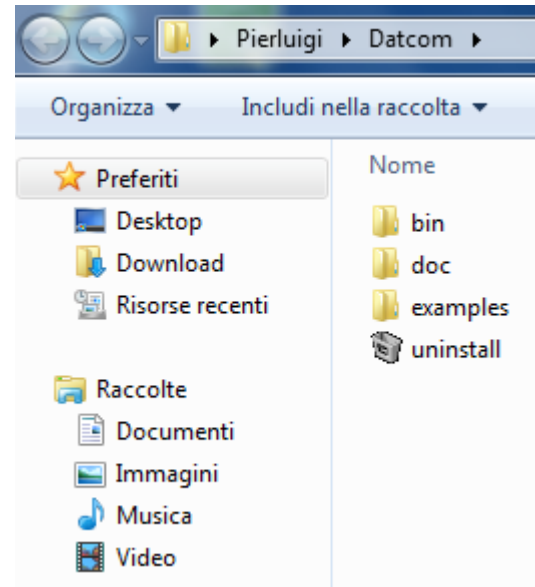 Pierluigi Datcom
Organizza Includi nella raccolta
Preferiti
Desktop
Download
Risorse recenti
Raccolte
Documenti
Immagini
Musica
Video
Nome
bin
doc
examples
uninstall